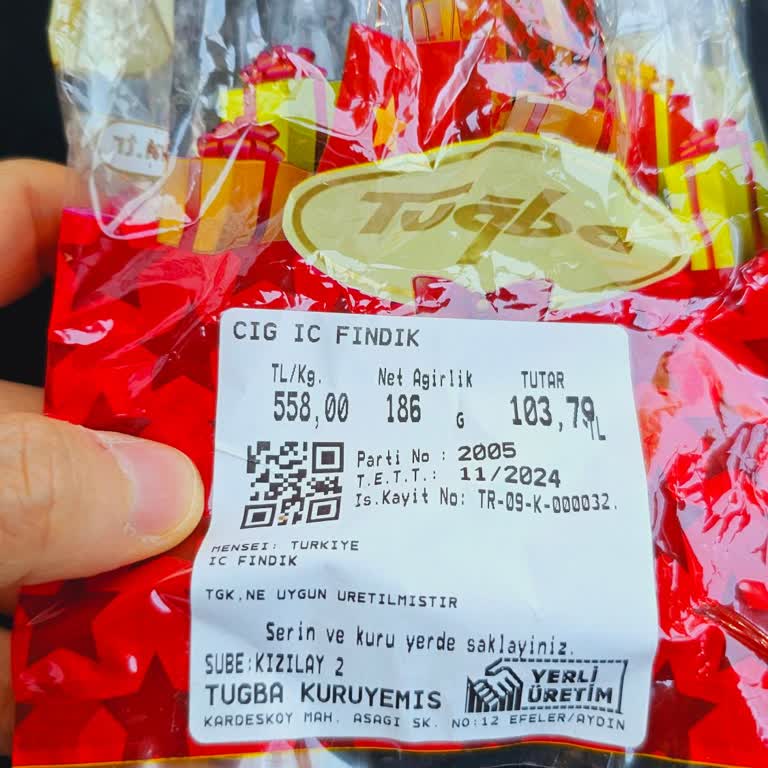 Tuğba
CIG IC FINDIK
TL/Kg. Net Agirlik TUTAR
558,00 186 G 103,79 TL
Parti No : 2005
T.E.T.T.: 11/2024
Is.Kayit No: TR-09-K-000032.
MENSEI: TURKIYE
IC FINDIK
TGK.NE UYGUN URETILMISTIR
Serin ve kuru yerde saklayiniz.
SUBE:KIZILAY 2
TUGBA KURUYEMIS
YERLİ
ÜRETİM
KARDESKOY MAH. ASAGI SK. NO:12 EFELER/AYDIN